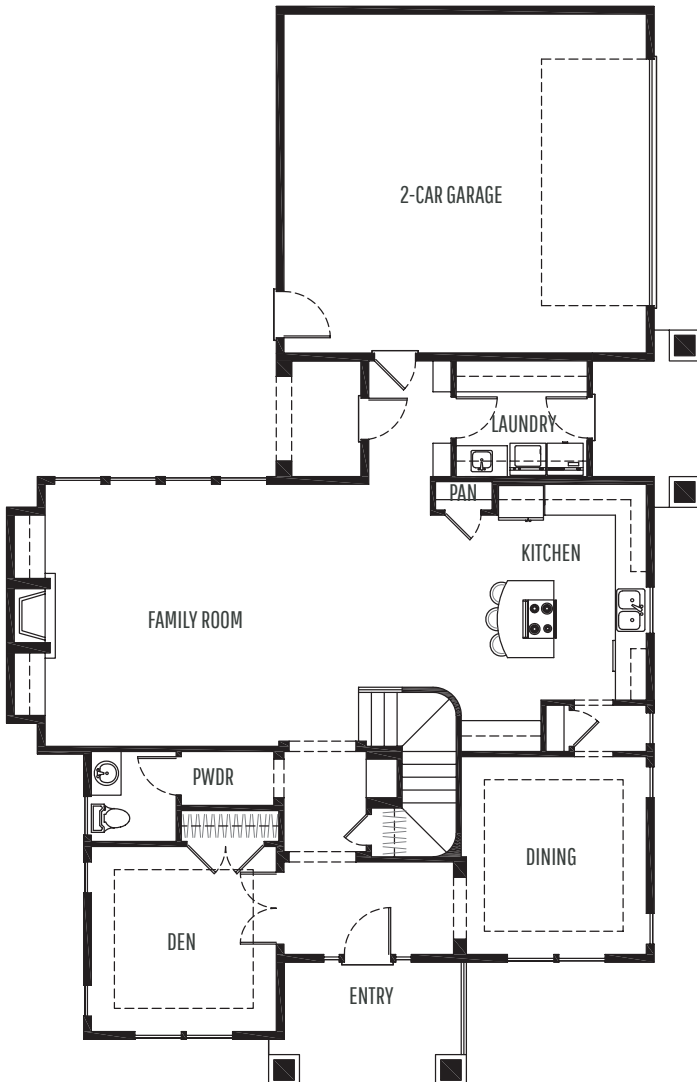 2-CAR GARAGE
LAUNDRY
PAN
KITCHEN
FAMILY ROOM
PWDR
DINING
DEN
ENTRY